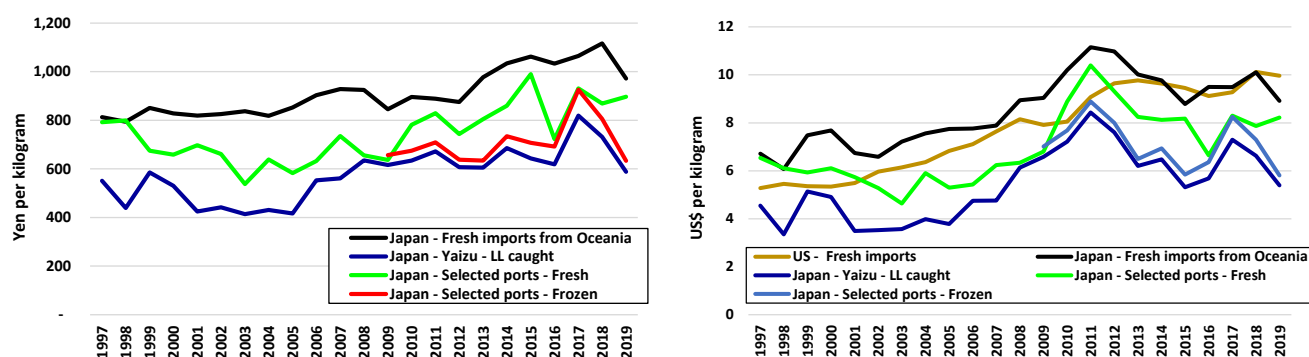 1,200
1,000
800
600
400
200
-
Yen per kilogram
Japan - Fresh imports from Oceania
Japan - Yaizu - LL caught
Japan - Selected ports - Fresh
Japan - Selected ports - Frozen
1997 1998 1999 2000 2001 2002 2003 2004 2005 2006 2007 2008 2009 2010 2011 2012 2013 2014 2015 2016 2017 2018 2019
12
10
8
6
4
2
0
US$ per kilogram
US -  Fresh imports Japan - Fresh imports from Oceania
Japan - Yaizu - LL caught Japan - Selected ports - Fresh
Japan - Selected ports - Frozen
1997 1998 1999 2000 2001 2002 2003 2004 2005 2006 2007 2008 2009 2010 2011 2012 2013 2014 2015 2016 2017 2018 2019